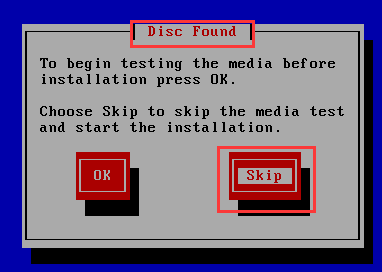 Disc Found
To begin testing the media before
installation press OK.
Choose Skip to skip the media test
and start the installation.
OK
Skip